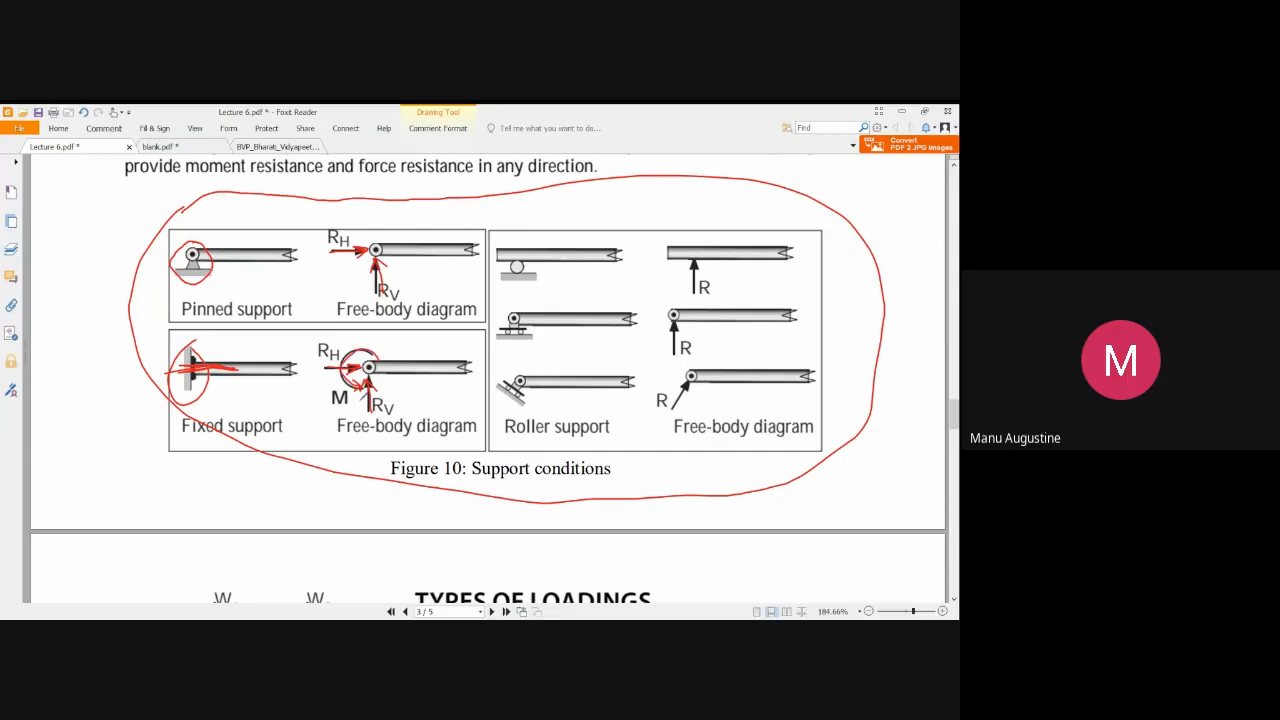 Lecture 6.pdf * - Foxit Reader
Drawing Tool
File
Home
Comment
Fill & Sign
View
Form
Protect
Share
Connect
Help
Comment Format
Tell me what you want to do...
Find
Lecture 6.pdf *
blank.pdf *
BVP_Bharati_Vidyapeet...
Convert
PDF 2 JPG Images
provide moment resistance and force resistance in any direction.
RH
RV
Pinned support
Free-body diagram
RH
M
RV
Fixed support
Free-body diagram
R
R
R
Roller support
Free-body diagram
Figure 10: Support conditions
W
W
TYPES OF LOADINGS
3 / 5
184.66%
M
Manu Augustine